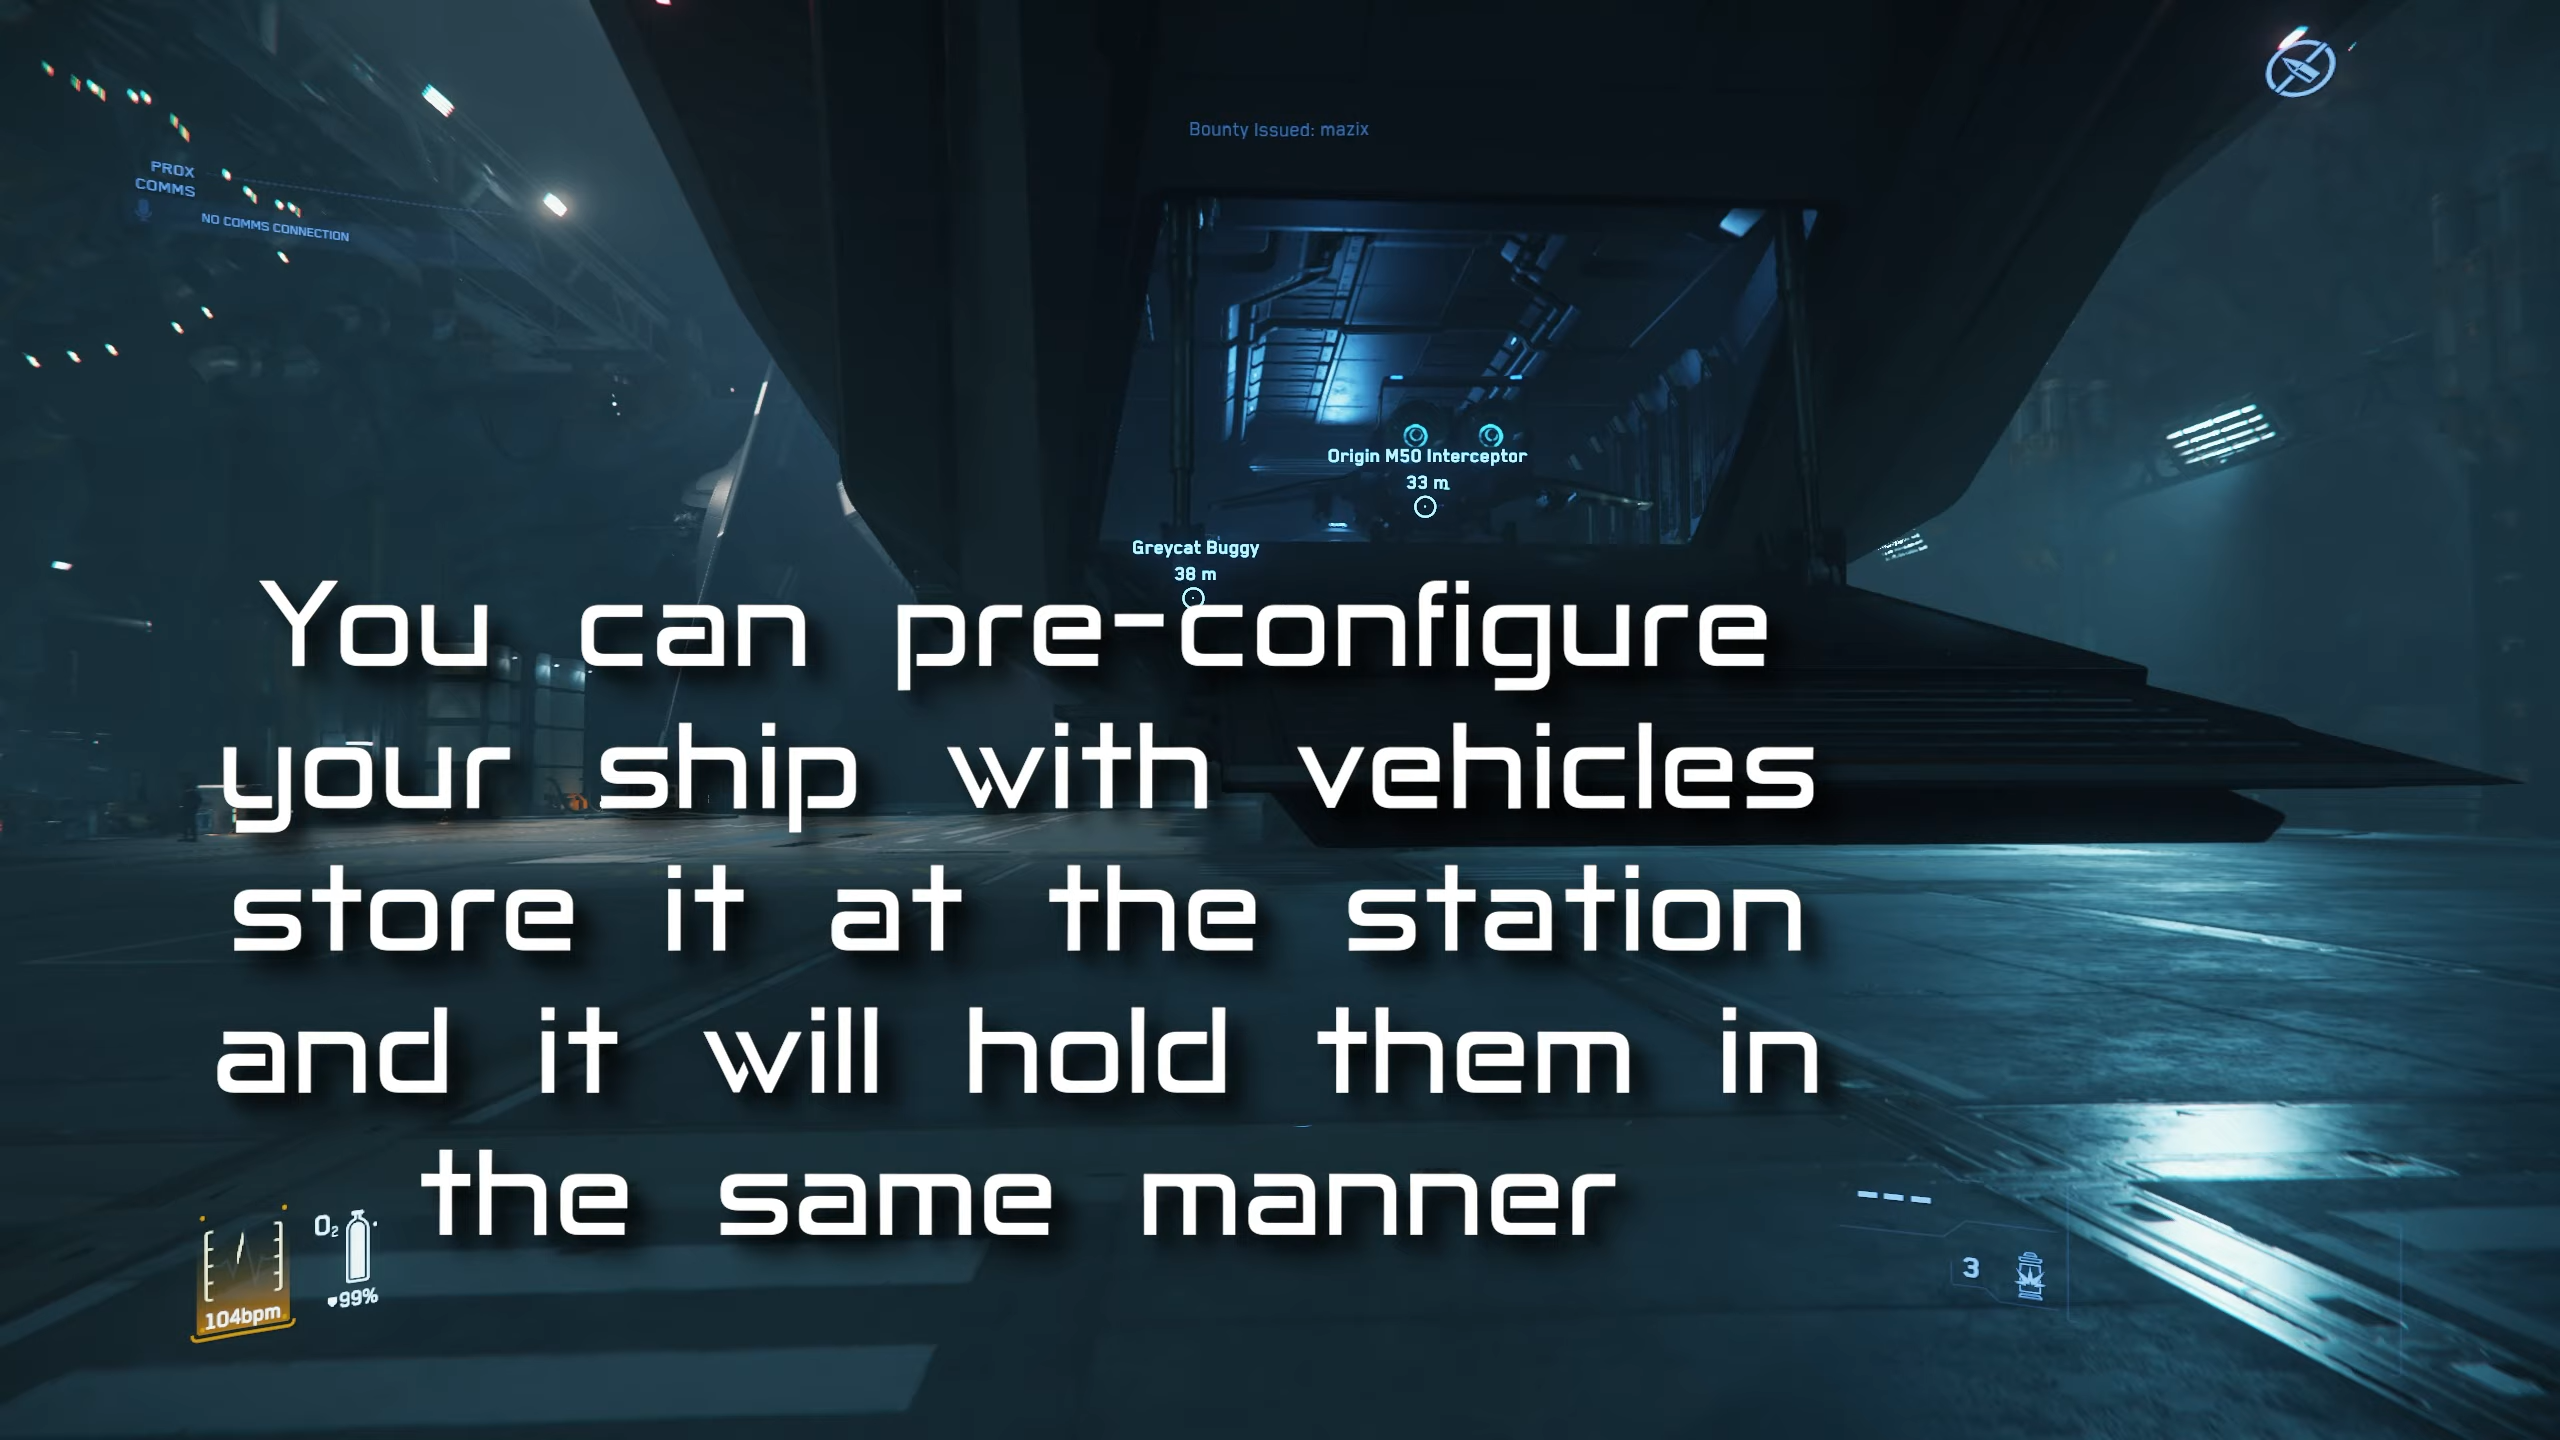 Bounty Issued: mazix
PROX
COMMS
NO COMMS CONNECTION
Origin M50 Interceptor
33 m
Greycat Buggy
38 m
You can pre-configure
your ship with vehicles
store it at the station
and it will hold them in
the same manner
O₂
99%
104bpm
3